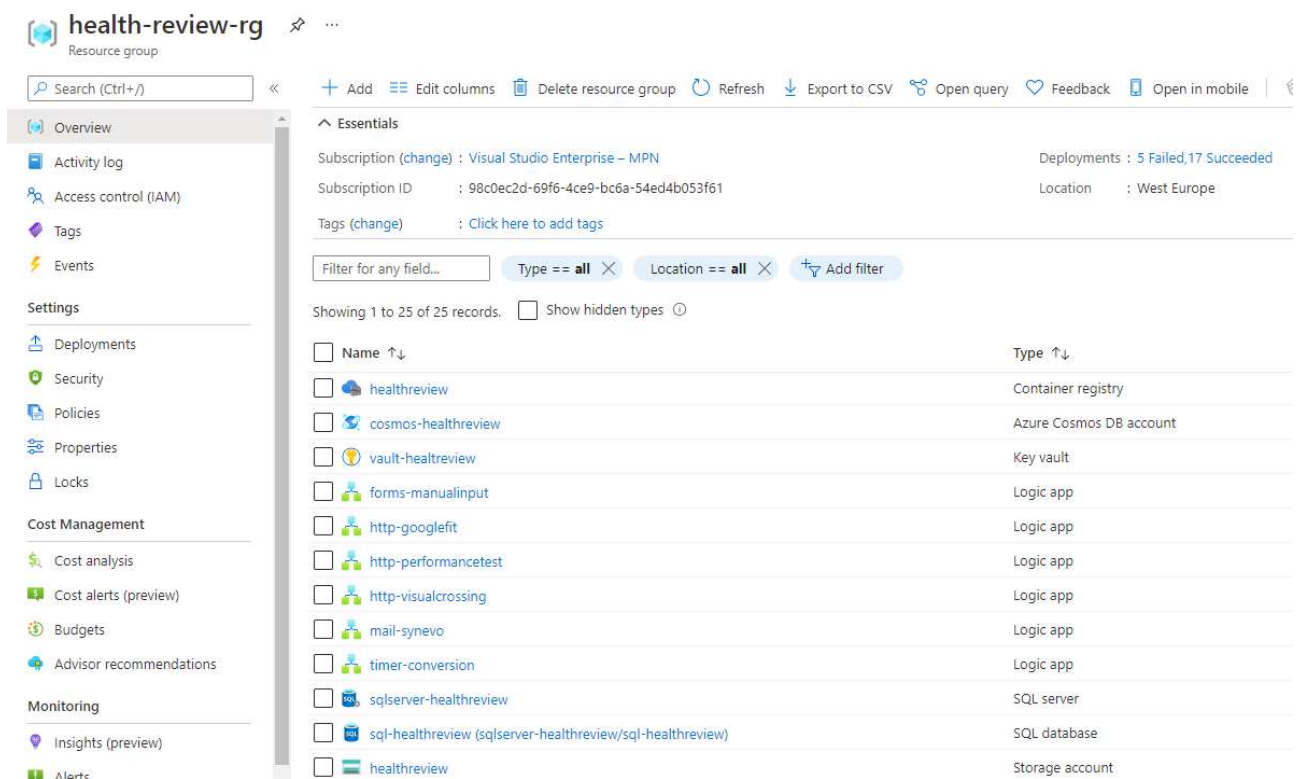 health-review-rg
Resource group
Search (Ctrl+/)
«
Overview
Activity log
Access control (IAM)
Tags
Events
Settings
Deployments
Security
Policies
Properties
Locks
Cost Management
Cost analysis
Cost alerts (preview)
Budgets
Advisor recommendations
Monitoring
Insights (preview)
Alerts
Add Edit columns Delete resource group Refresh Export to CSV Open query Feedback Open in mobile
Essentials
Subscription (change) : Visual Studio Enterprise – MPN Deployments : 5 Failed,17 Succeeded
Subscription ID : 98c0ec2d-69f6-4ce9-bc6a-54ed4b053f61 Location : West Europe
Tags (change) : Click here to add tags
Filter for any field... Type == all Location == all Add filter
Showing 1 to 25 of 25 records. Show hidden types
Name ↑↓ Type ↑↓
healthreview Container registry
cosmos-healthreview Azure Cosmos DB account
vault-healtreview Key vault
forms-manualinput Logic app
http-googlefit Logic app
http-performancetest Logic app
http-visualcrossing Logic app
mail-synevo Logic app
timer-conversion Logic app
sqlserver-healthreview SQL server
sql-healthreview (sqlserver-healthreview/sql-healthreview) SQL database
healthreview Storage account